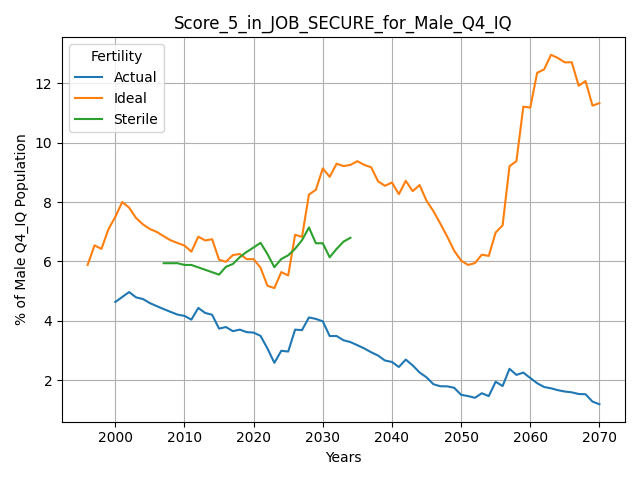 Score_5_in_JOB_SECURE_for_Male_Q4_IQ
Fertility
Actual
Ideal
Sterile
% of Male Q4_IQ Population
12
10
8
6
4
2
2000 2010 2020 2030 2040 2050 2060 2070
Years